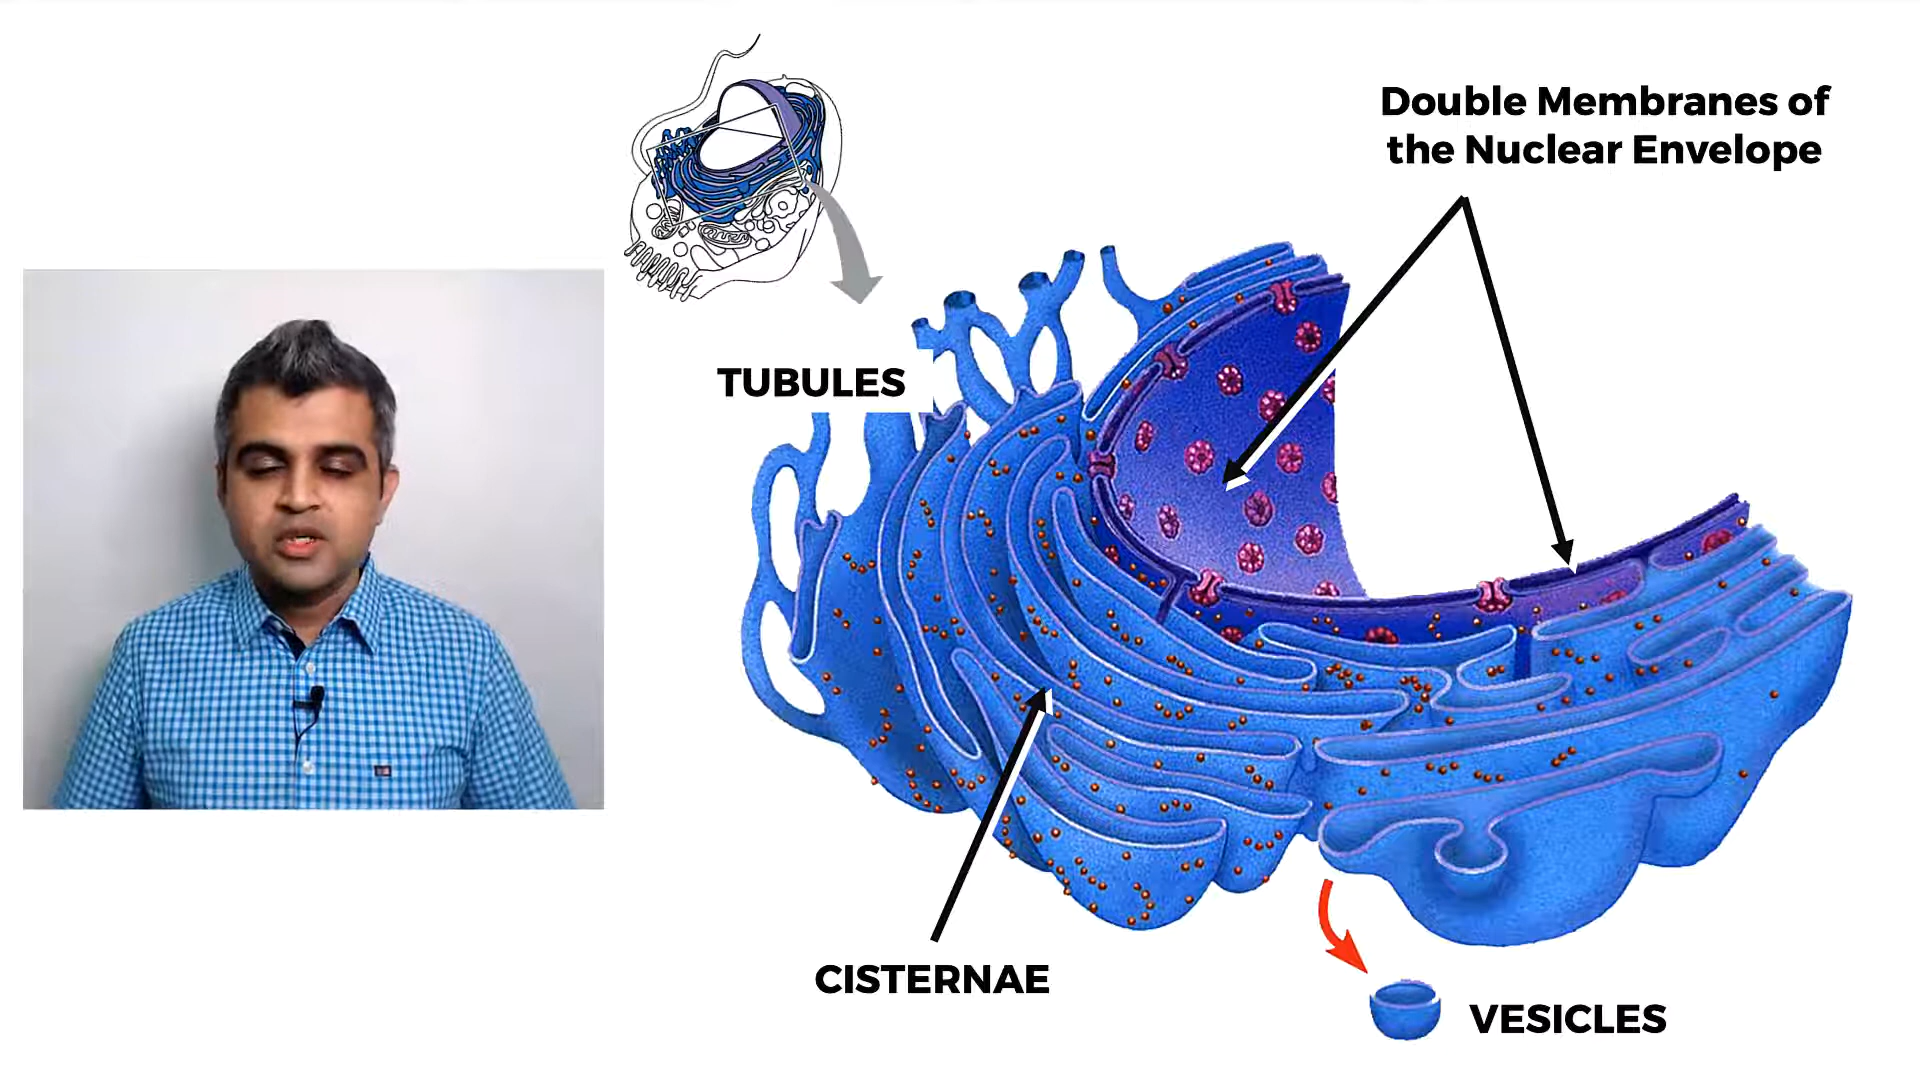 Double Membranes of
the Nuclear Envelope
TUBULES
CISTERNAE
VESICLES